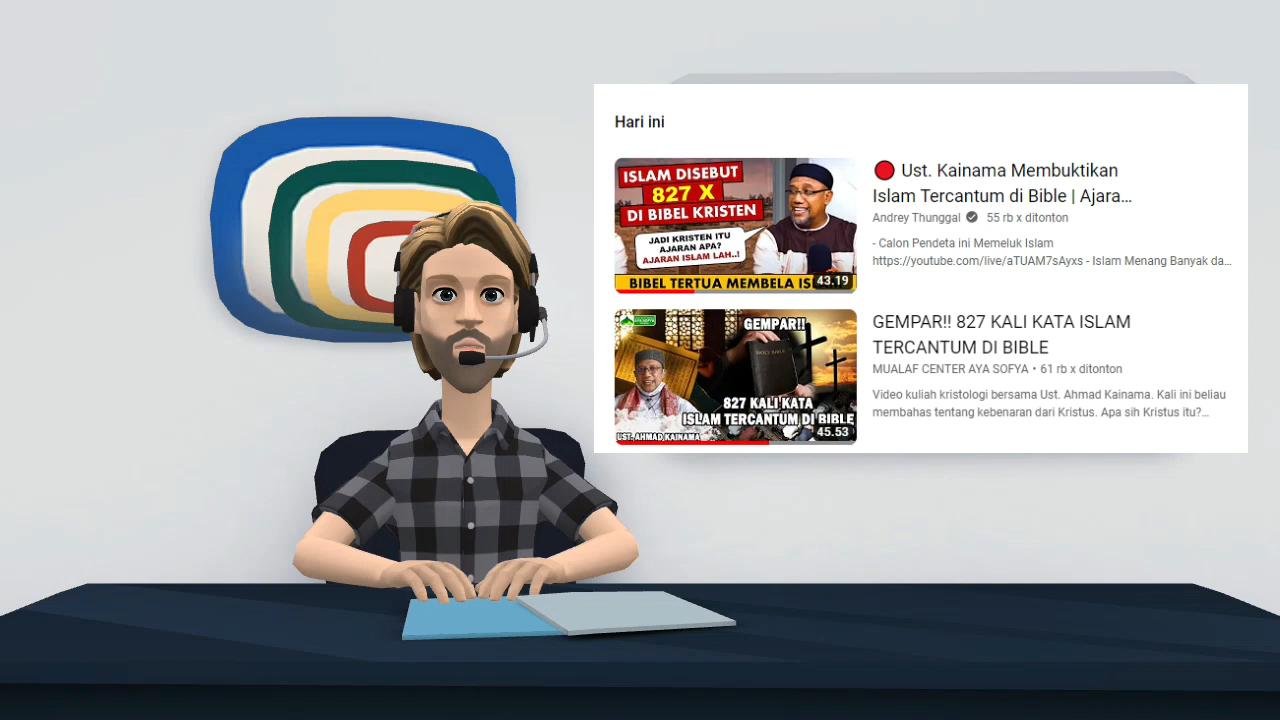 Hari ini
ISLAM DISEBUT
827 X
DI BIBEL KRISTEN
JADI KRISTEN ITU
AJARAN APA?
AJARAN ISLAM LAH..!
BIBEL TERTUA MEMBELA IS
43.19
Ust. Kainama Membuktikan
Islam Tercantum di Bible | Ajara...
Andrey Thunggal 55 rb x ditonton
- Calon Pendeta ini Memeluk Islam
https://youtube.com/live/aTUAM7sAyxs - Islam Menang Banyak da...
GEMPAR!!
HOLY BIBLE
827 KALI KATA
ISLAM TERCANTUM DI BIBLE
UST. AHMAD KAINAMA
45.53
GEMPAR!! 827 KALI KATA ISLAM
TERCANTUM DI BIBLE
MUALAF CENTER AYA SOFYA • 61 rb x ditonton
Video kuliah kristologi bersama Ust. Ahmad Kainama. Kali ini beliau
membahas tentang kebenaran dari Kristus. Apa sih Kristus itu?...